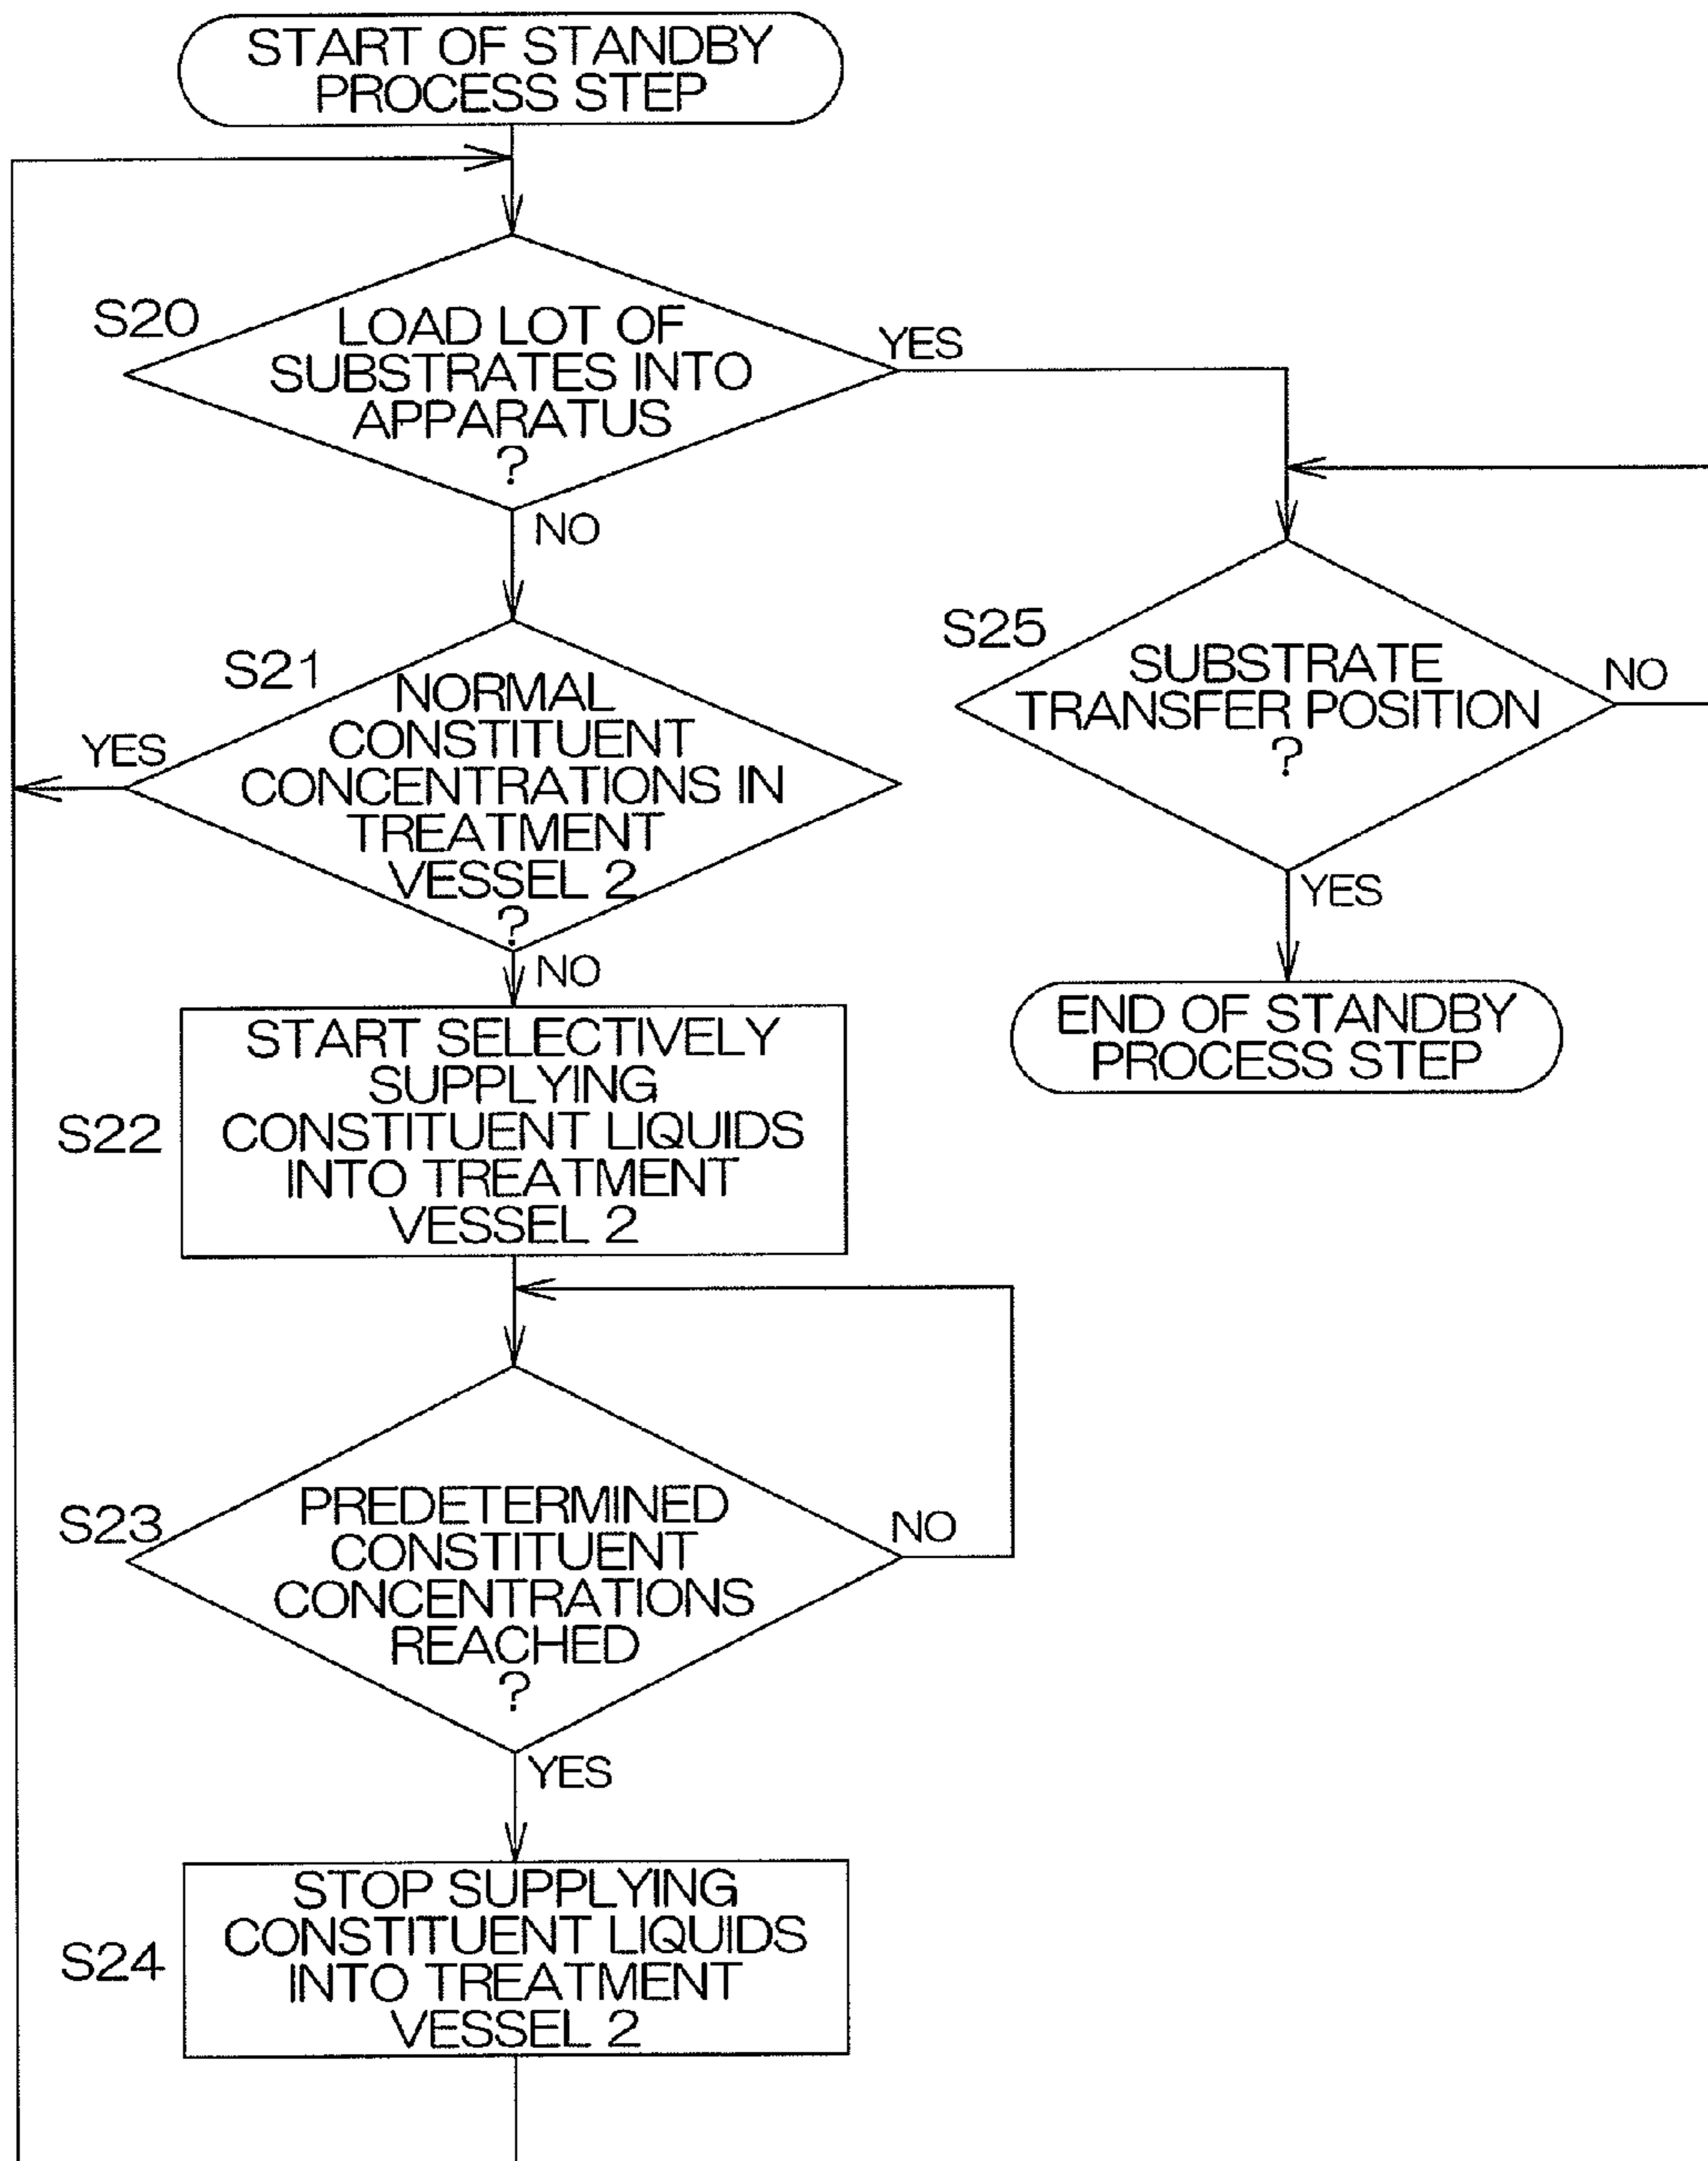 START OF STANDBY
PROCESS STEP
S20
LOAD LOT OF
SUBSTRATES INTO
APPARATUS
?
YES
NO
S21
NORMAL
CONSTITUENT
CONCENTRATIONS IN
TREATMENT
VESSEL 2
?
YES
NO
S22
START SELECTIVELY
SUPPLYING
CONSTITUENT LIQUIDS
INTO TREATMENT
VESSEL 2
S23
PREDETERMINED
CONSTITUENT
CONCENTRATIONS
REACHED
?
NO
YES
S24
STOP SUPPLYING
CONSTITUENT LIQUIDS
INTO TREATMENT
VESSEL 2
S25
SUBSTRATE
TRANSFER POSITION
?
NO
YES
END OF STANDBY
PROCESS STEP